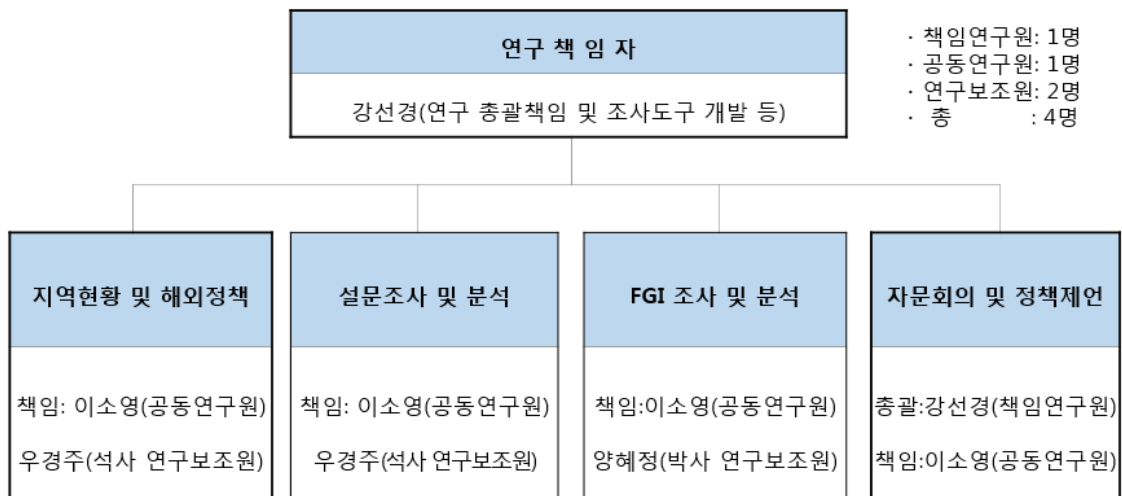 연구 책 임 자
강선경(연구 총괄책임 및 조사도구 개발 등)
· 책임연구원: 1명
· 공동연구원: 1명
· 연구보조원: 2명
· 총 : 4명
지역현황 및 해외정책
책임: 이소영(공동연구원)
우경주(석사 연구보조원)
설문조사 및 분석
책임: 이소영(공동연구원)
우경주(석사 연구보조원)
FGI 조사 및 분석
책임:이소영(공동연구원)
양혜정(박사 연구보조원)
자문회의 및 정책제언
총괄:강선경(책임연구원)
책임:이소영(공동연구원)